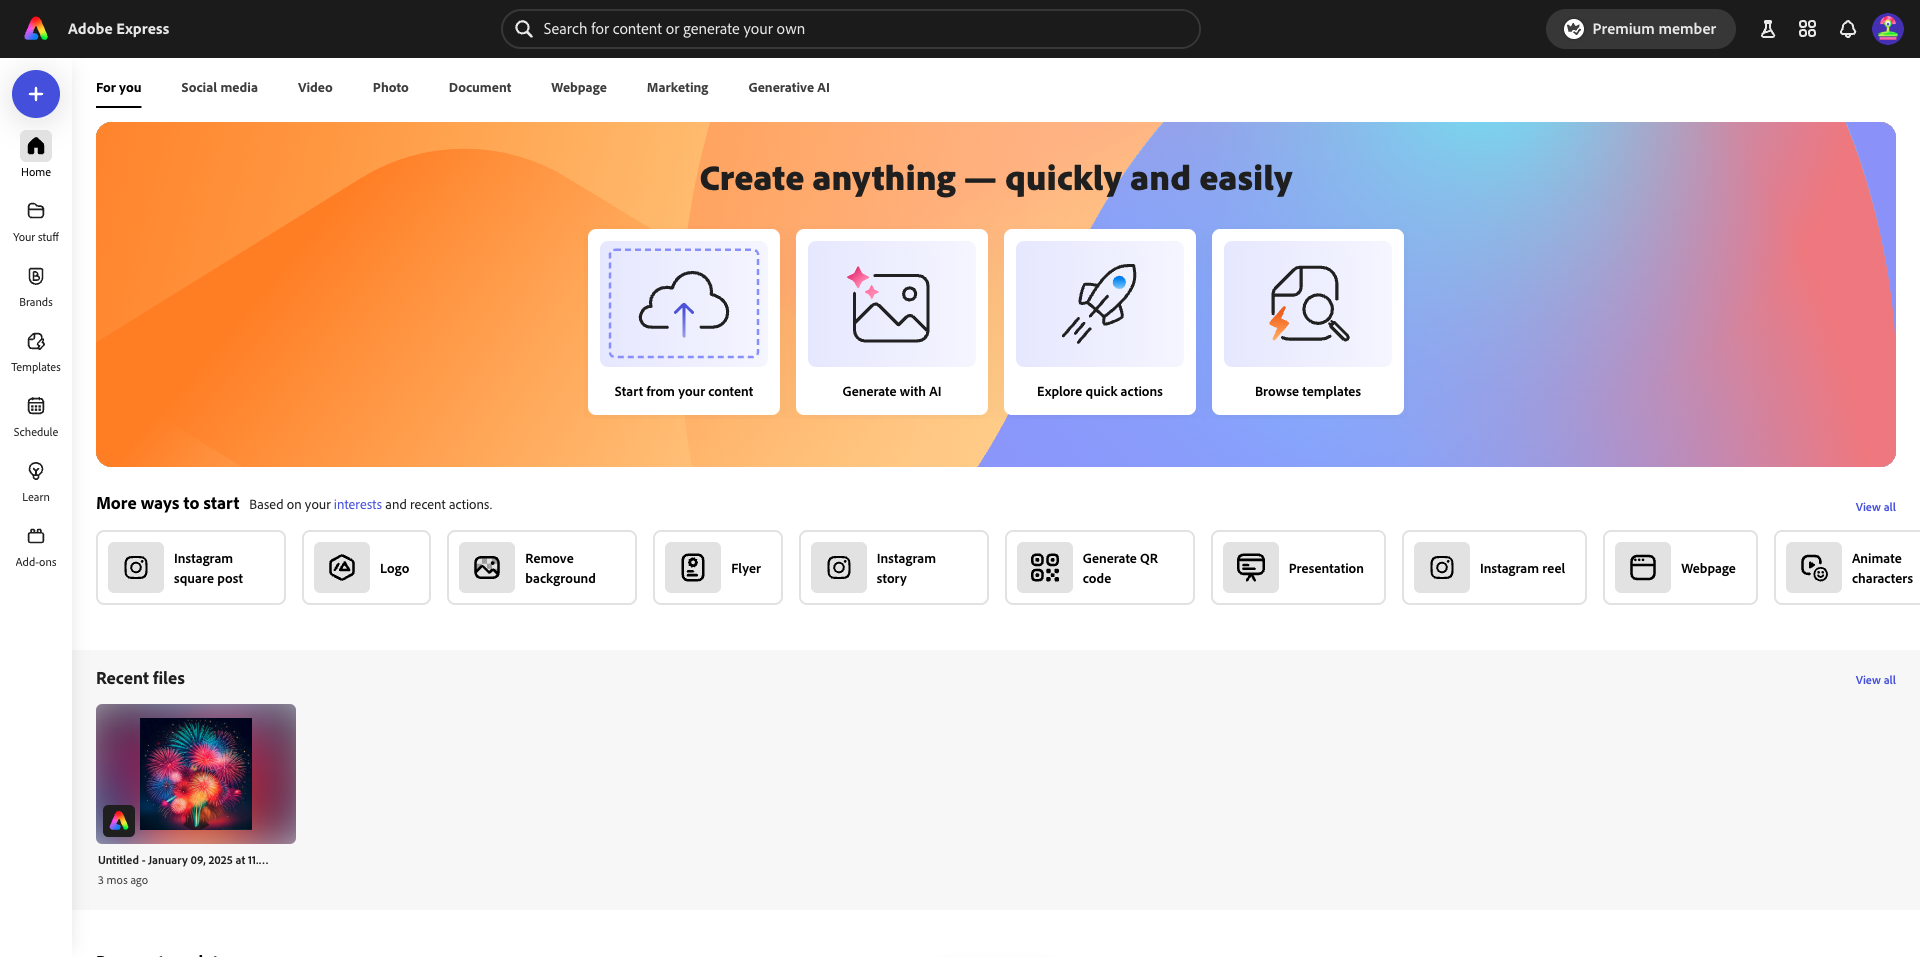 Adobe Express
Search for content or generate your own
Premium member
For you
Social media
Video
Photo
Document
Webpage
Marketing
Generative AI
Home
Your stuff
Brands
Templates
Schedule
Learn
Add-ons
Create anything — quickly and easily
Start from your content
Generate with AI
Explore quick actions
Browse templates
More ways to start
Based on your interests and recent actions.
View all
Instagram
square post
Logo
Remove
background
Flyer
Instagram
story
Generate QR
code
Presentation
Instagram reel
Webpage
Animate
characters
Recent files
View all
Untitled - January 09, 2025 at 11....
3 mos ago